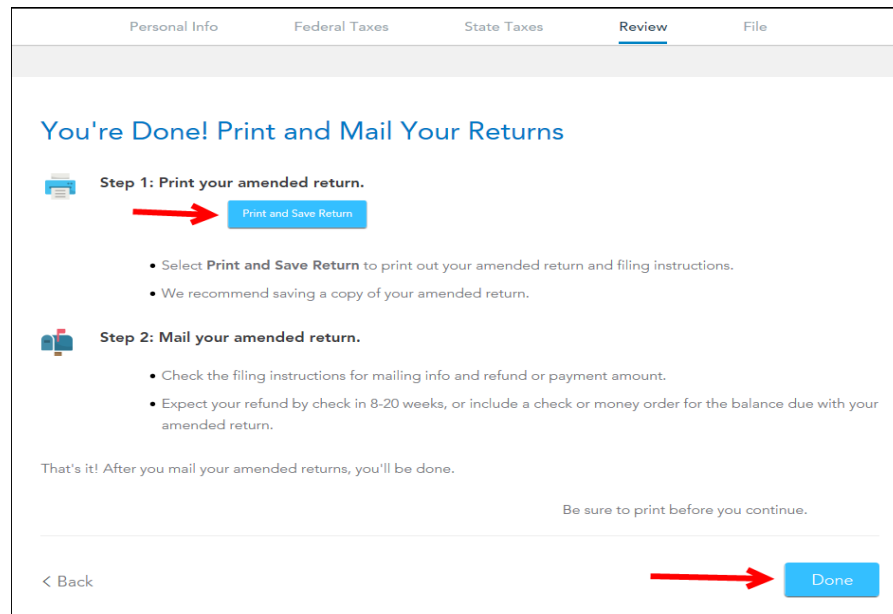 Personal Info Federal Taxes State Taxes Review File
You're Done! Print and Mail Your Returns
Step 1: Print your amended return.
Print and Save Return
• Select Print and Save Return to print out your amended return and filing instructions.
• We recommend saving a copy of your amended return.
Step 2: Mail your amended return.
• Check the filing instructions for mailing info and refund or payment amount.
• Expect your refund by check in 8-20 weeks, or include a check or money order for the balance due with your
amended return.
That's it! After you mail your amended returns, you'll be done.
Be sure to print before you continue.
< Back Done